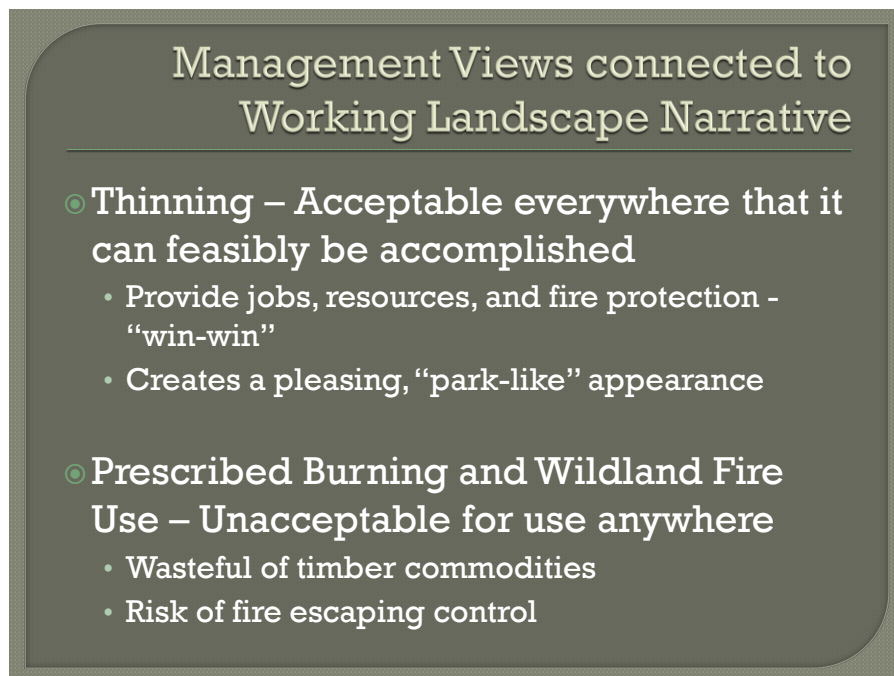 Management Views connected to
Working Landscape Narrative
Thinning – Acceptable everywhere that it
can feasibly be accomplished
• Provide jobs, resources, and fire protection -
“win-win”
• Creates a pleasing, “park-like” appearance
Prescribed Burning and Wildland Fire
Use – Unacceptable for use anywhere
• Wasteful of timber commodities
• Risk of fire escaping control